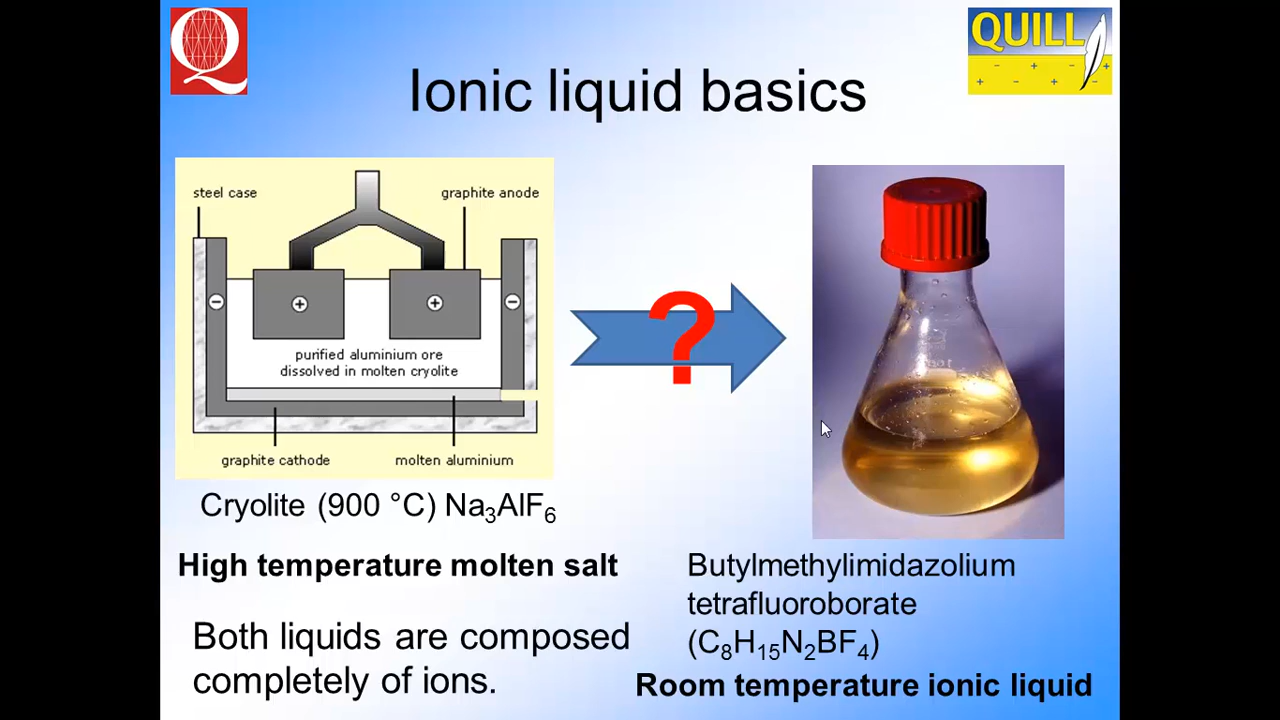 Q
QUILL
Ionic liquid basics
steel case
graphite anode
purified aluminium ore
dissolved in molten cryolite
graphite cathode
molten aluminium
?
Cryolite (900 °C) Na₃AlF₆
High temperature molten salt
Both liquids are composed
completely of ions.
Butylmethylimidazolium
tetrafluoroborate
(C₈H₁₅N₂BF₄)
Room temperature ionic liquid